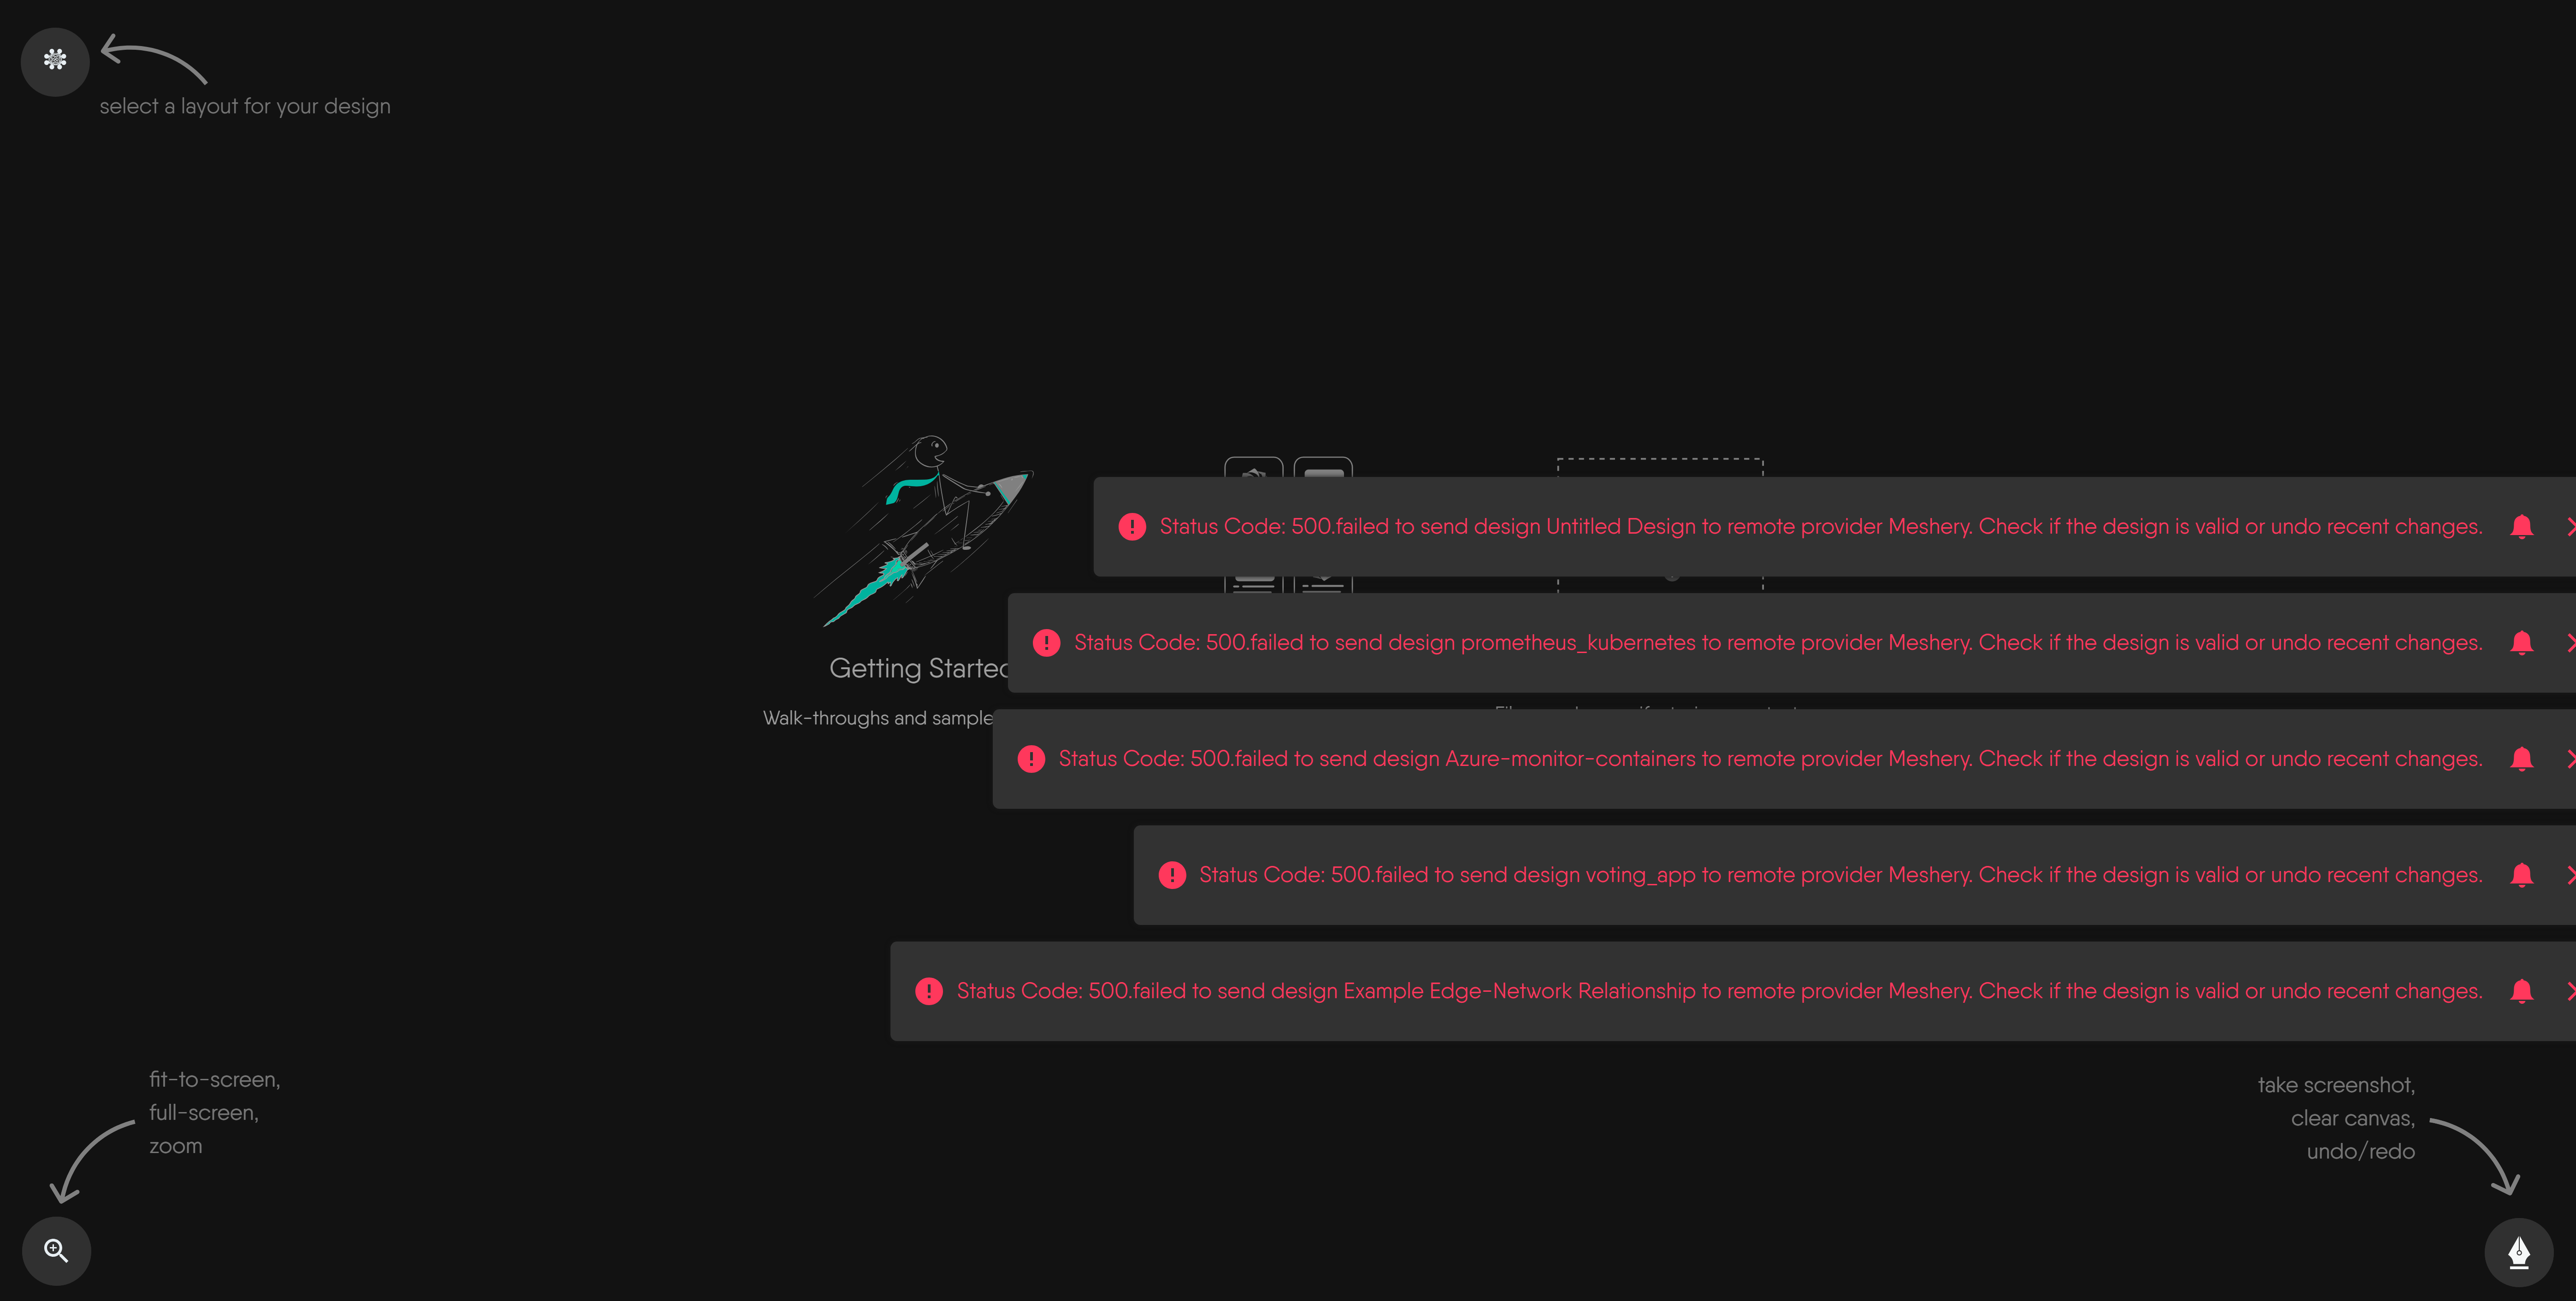 select a layout for your design
Status Code: 500.failed to send design Untitled Design to remote provider Meshery. Check if the design is valid or undo recent changes.
Status Code: 500.failed to send design prometheus_kubernetes to remote provider Meshery. Check if the design is valid or undo recent changes.
Getting Started
Walk-throughs and sample
Status Code: 500.failed to send design Azure-monitor-containers to remote provider Meshery. Check if the design is valid or undo recent changes.
Status Code: 500.failed to send design voting_app to remote provider Meshery. Check if the design is valid or undo recent changes.
Status Code: 500.failed to send design Example Edge-Network Relationship to remote provider Meshery. Check if the design is valid or undo recent changes.
fit-to-screen,
full-screen,
zoom
take screenshot,
clear canvas,
undo/redo